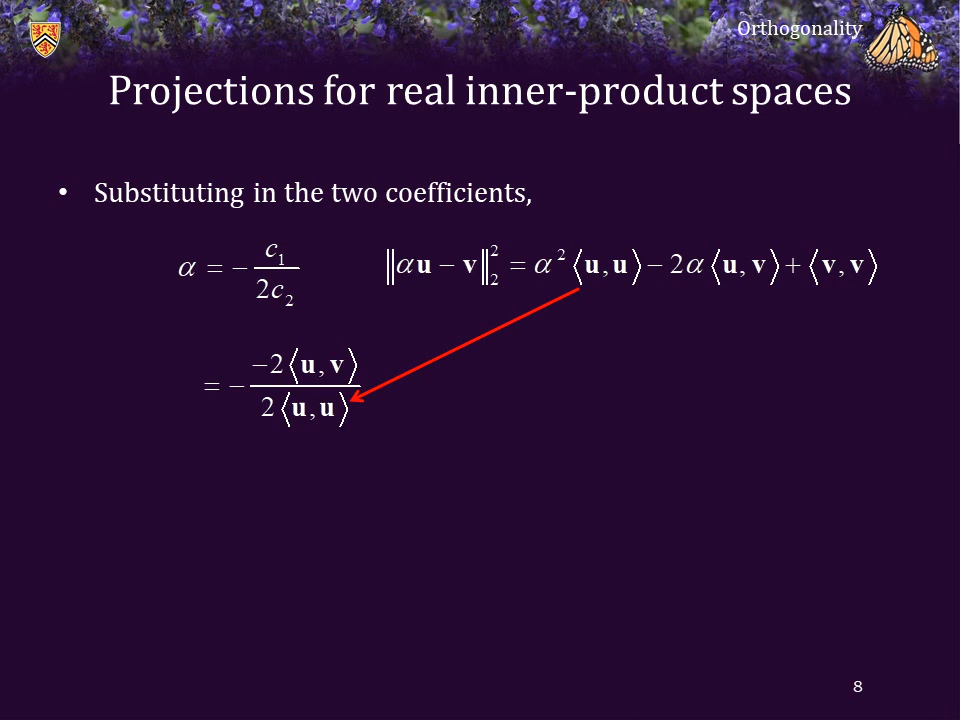 Orthogonality
Projections for real inner-product spaces
• Substituting in the two coefficients,
α = − c₁ / 2c₂
‖αu − v‖₂² = α² ⟨u, u⟩ − 2α ⟨u, v⟩ + ⟨v, v⟩
= − −2⟨u, v⟩ / 2⟨u, u⟩
8